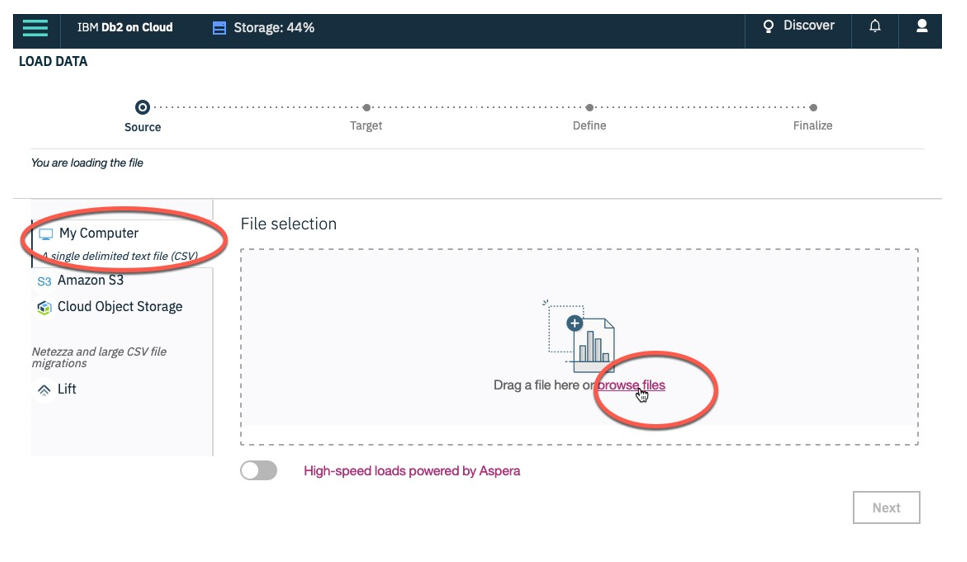 IBM Db2 on Cloud
Storage: 44%
Discover
LOAD DATA
Source
Target
Define
Finalize
You are loading the file
My Computer
A single delimited text file (CSV)
S3 Amazon S3
Cloud Object Storage
Netezza and large CSV file
migrations
Lift
File selection
Drag a file here or browse files
High-speed loads powered by Aspera
Next